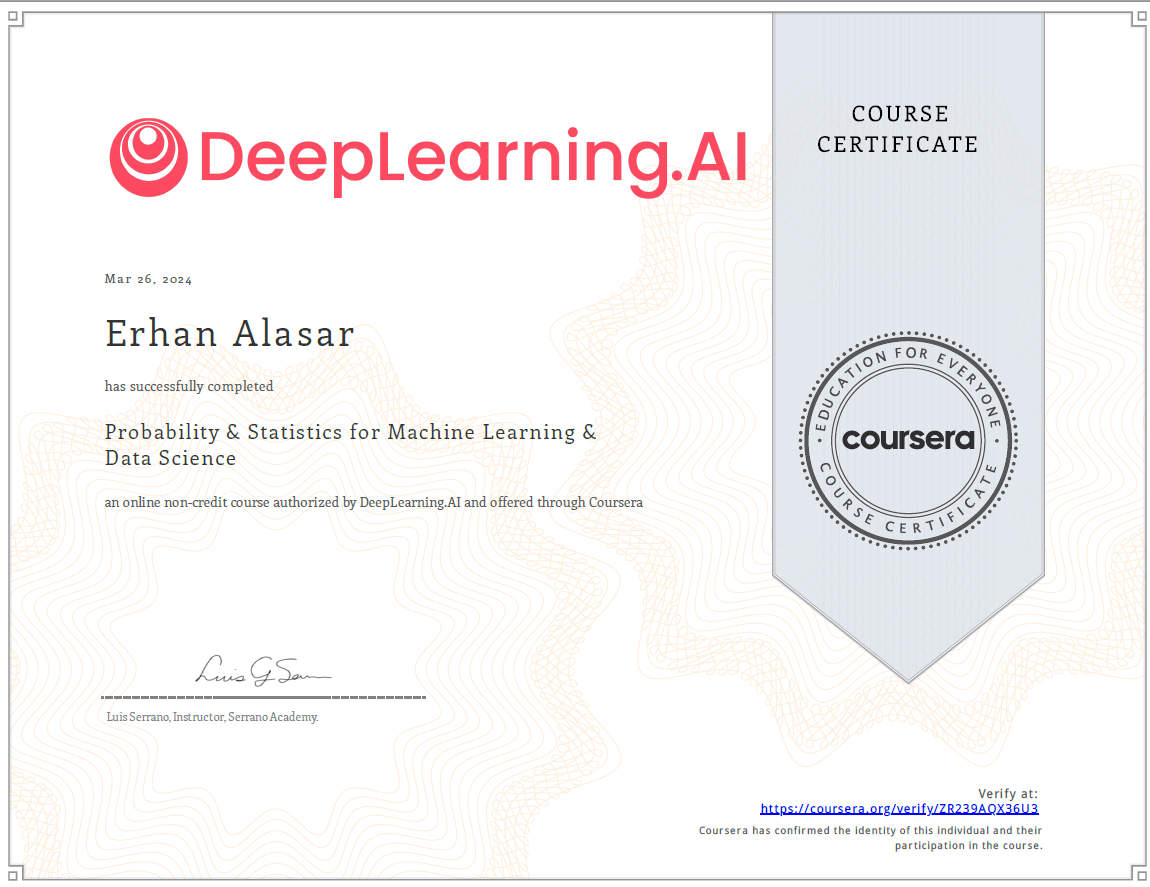 DeepLearning.AI
COURSE
CERTIFICATE
Mar 26, 2024
Erhan Alasar
has successfully completed
Probability & Statistics for Machine Learning &
Data Science
an online non-credit course authorized by DeepLearning.AI and offered through Coursera
EDUCATION FOR EVERYONE
coursera
COURSE CERTIFICATE
Luis G Serrano
Luis Serrano, Instructor, Serrano Academy.
Verify at:
https://coursera.org/verify/ZR239AQX36U3
Coursera has confirmed the identity of this individual and their
participation in the course.